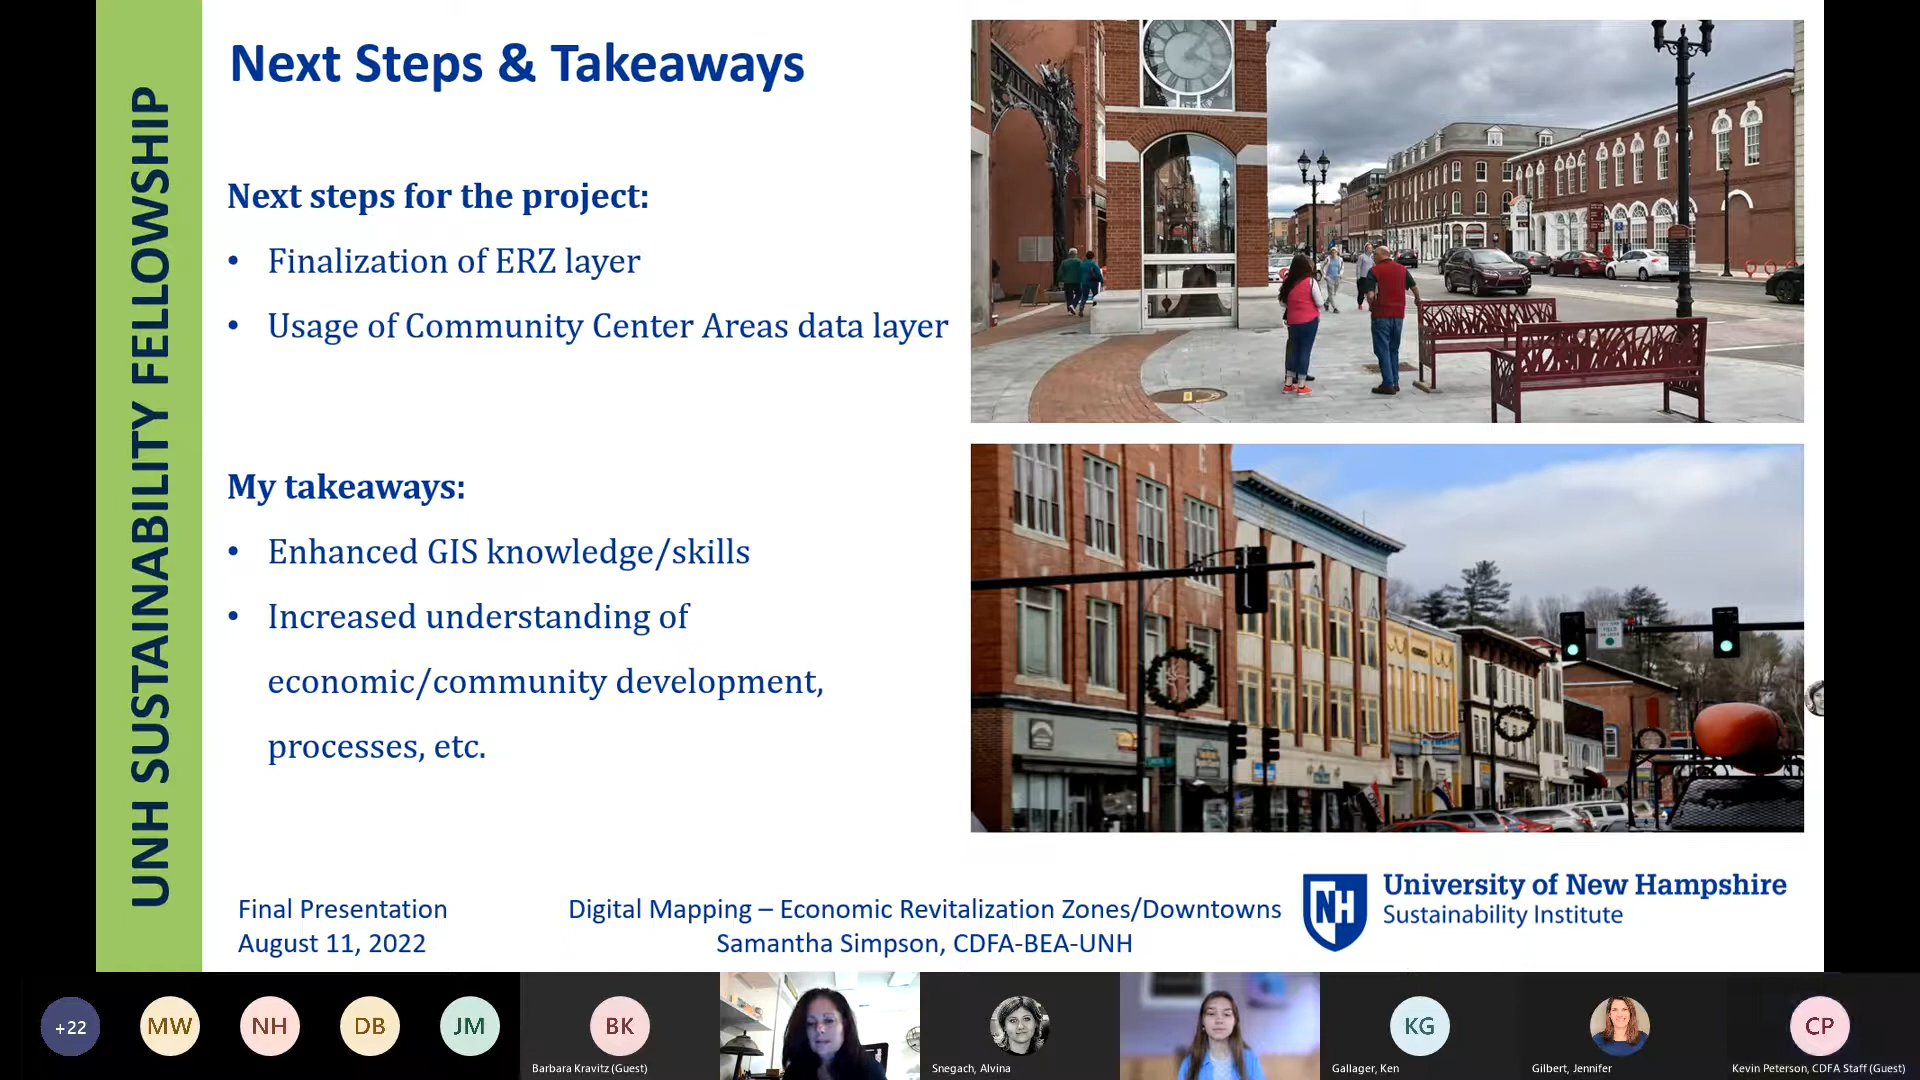 UNH SUSTAINABILITY FELLOWSHIP
Next Steps & Takeaways
Next steps for the project:
• Finalization of ERZ layer
• Usage of Community Center Areas data layer
My takeaways:
• Enhanced GIS knowledge/skills
• Increased understanding of
economic/community development,
processes, etc.
Final Presentation
August 11, 2022
Digital Mapping – Economic Revitalization Zones/Downtowns
Samantha Simpson, CDFA-BEA-UNH
NH
University of New Hampshire
Sustainability Institute
+22
MW
NH
DB
JM
BK
Barbara Kravitz (Guest)
Snegach, Alvina
KG
Gallager, Ken
Gilbert, Jennifer
CP
Kevin Peterson, CDFA Staff (Guest)